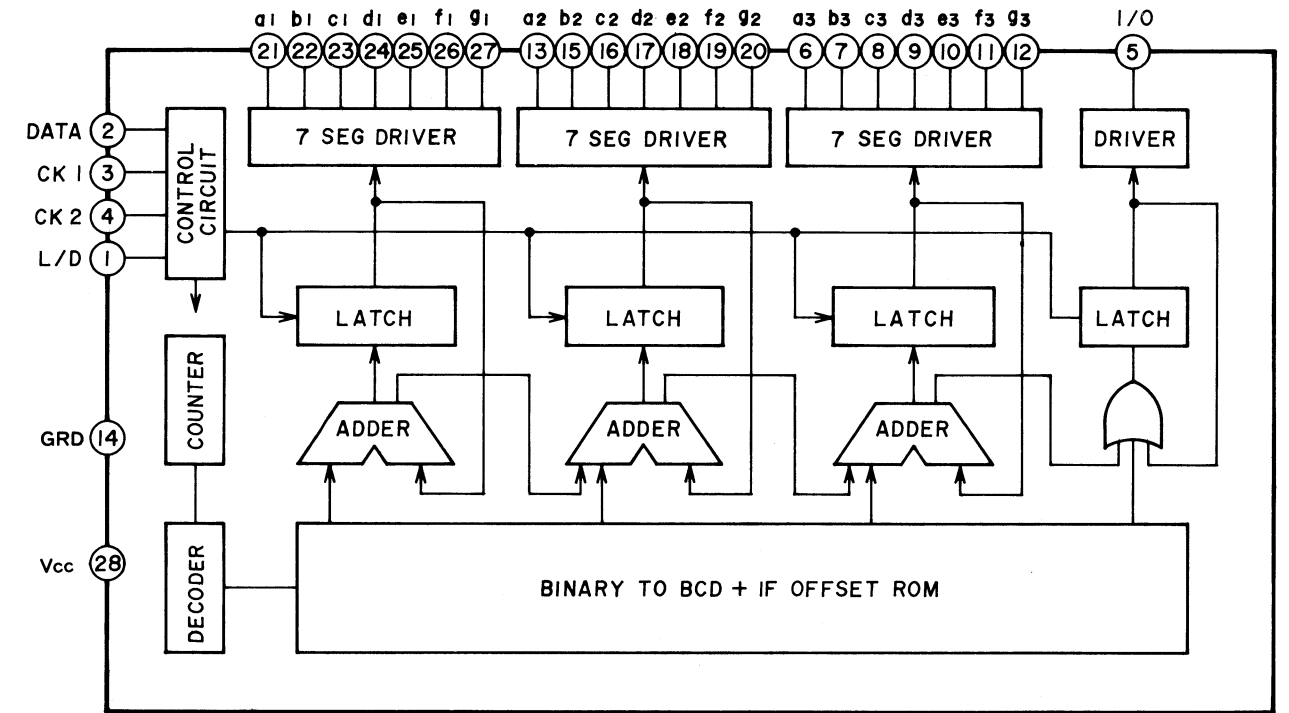 a1 b1 c1 d1 e1 f1 g1 a2 b2 c2 d2 e2 f2 g2 a3 b3 c3 d3 e3 f3 g3 1/0
21 22 23 24 25 26 27 13 15 16 17 18 19 20 6 7 8 9 10 11 12 5
DATA 2
CK 1 3
CK 2 4
L/D 1
CONTROL
CIRCUIT
7 SEG DRIVER
7 SEG DRIVER
7 SEG DRIVER
DRIVER
LATCH
LATCH
LATCH
LATCH
COUNTER
ADDER
ADDER
ADDER
GRD 14
Vcc 28
DECODER
BINARY TO BCD + IF OFFSET ROM